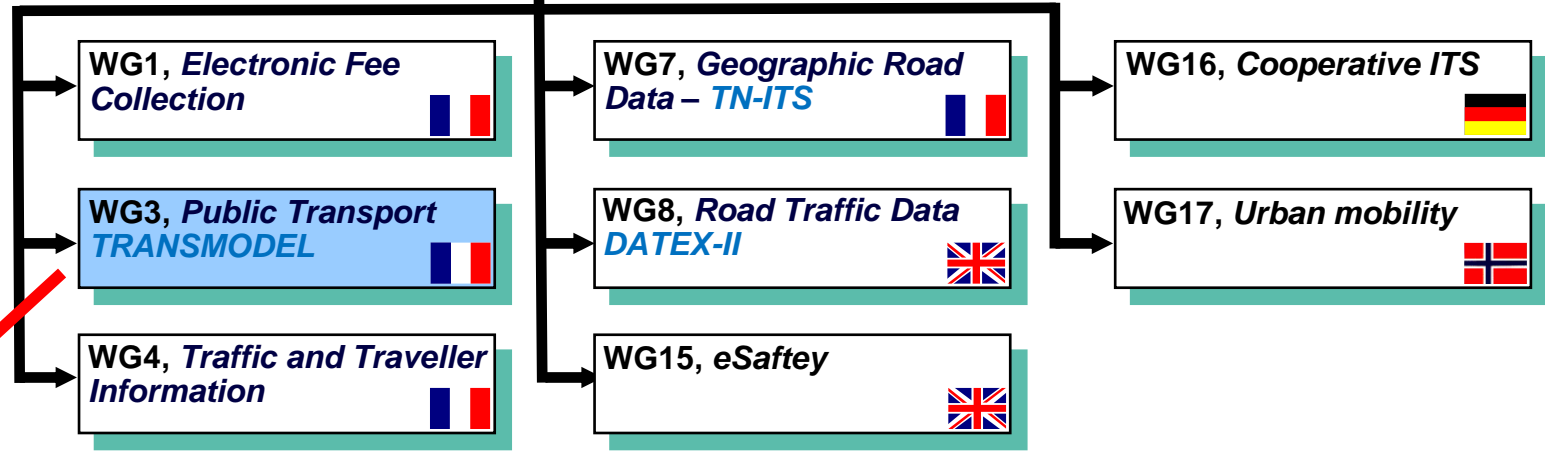 WG1, Electronic Fee
Collection
WG3, Public Transport
TRANSMODEL
WG4, Traffic and Traveller
Information
WG7, Geographic Road
Data – TN-ITS
WG8, Road Traffic Data
DATEX-II
WG15, eSaftey
WG16, Cooperative ITS
WG17, Urban mobility